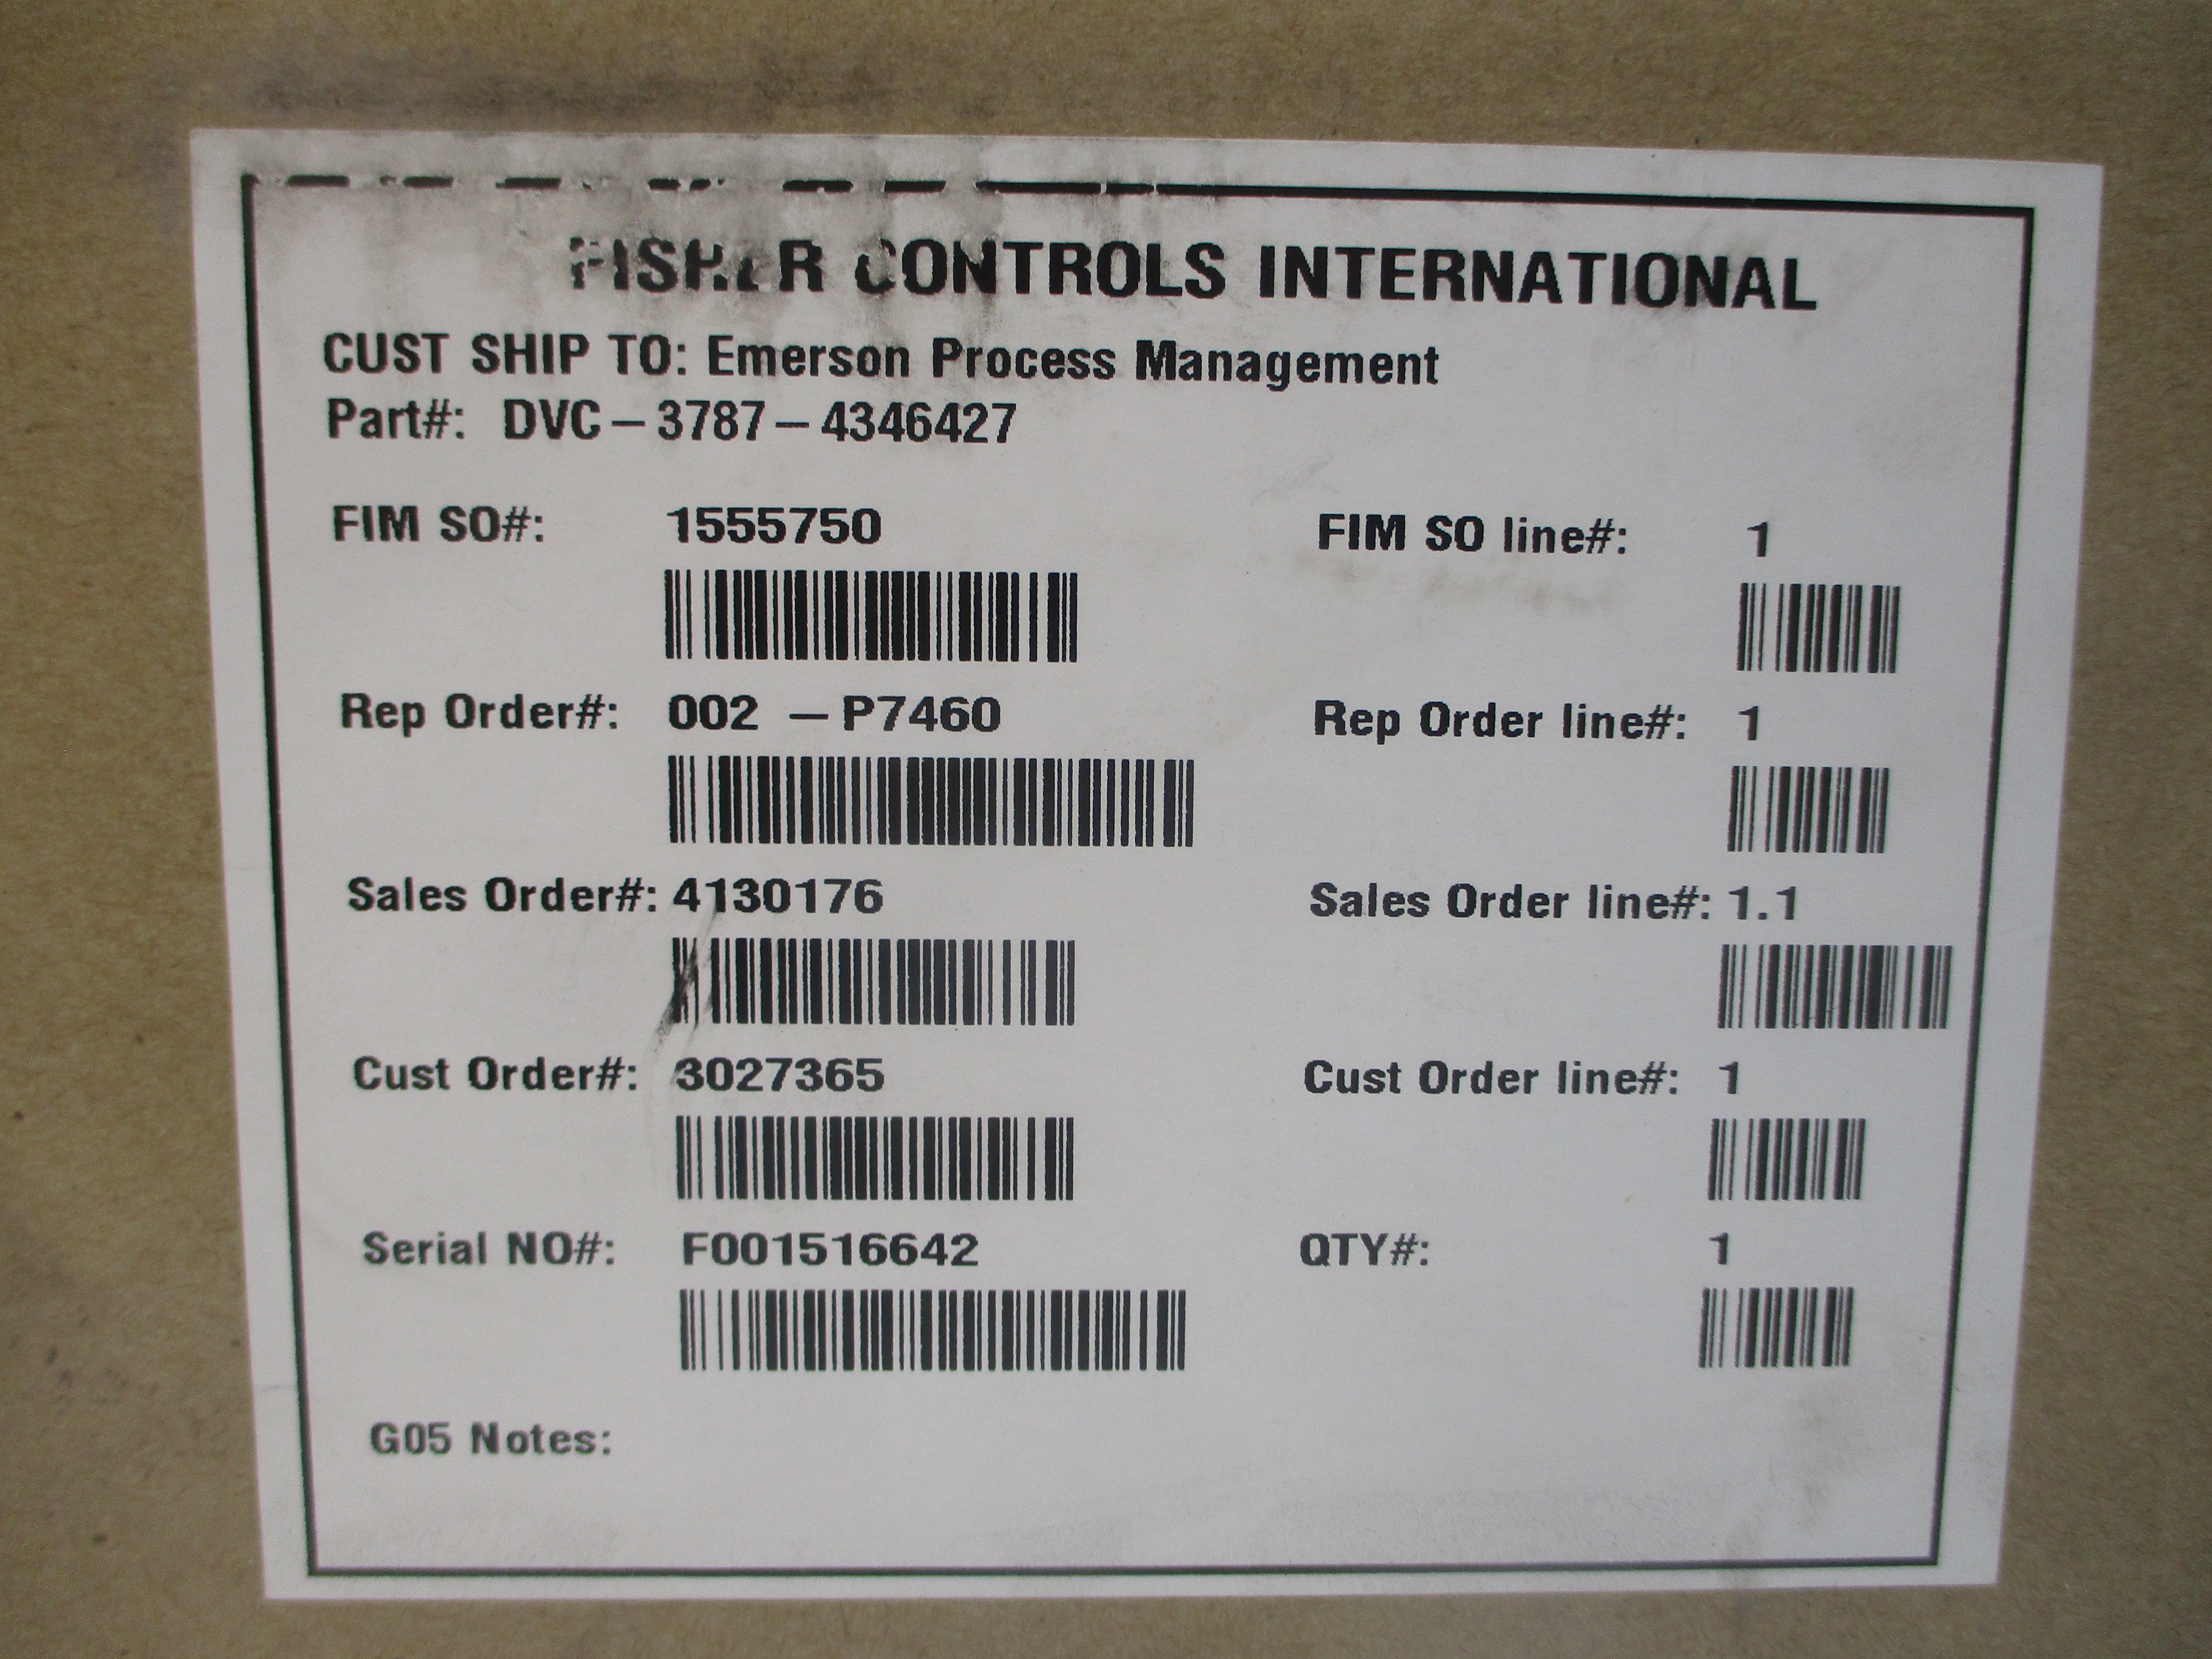 FISHER CONTROLS INTERNATIONAL
CUST SHIP TO: Emerson Process Management
Part#: DVC-3787-4346427
FIM SO#: 1555750 FIM SO line#: 1
Rep Order#: 002 -P7460 Rep Order line#: 1
Sales Order#: 4130176 Sales Order line#: 1.1
Cust Order#: 3027365 Cust Order line#: 1
Serial NO#: F001516642 QTY#: 1
G05 Notes: